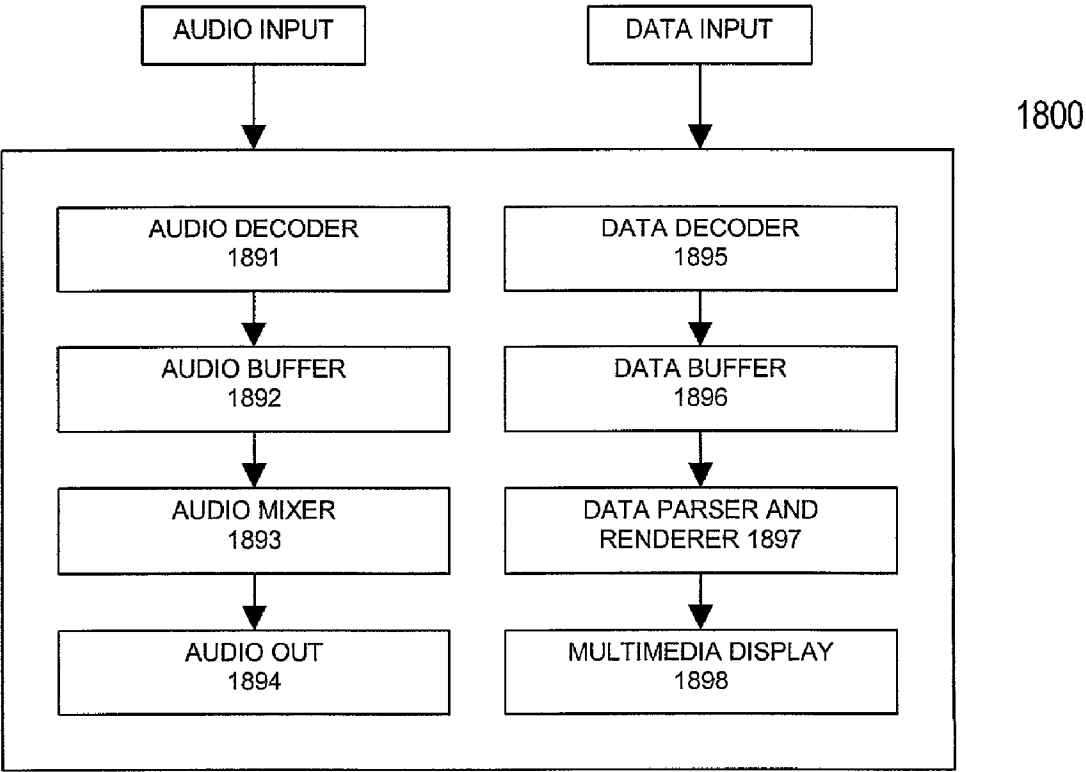 AUDIO INPUT
DATA INPUT
1800
AUDIO DECODER
1891
DATA DECODER
1895
AUDIO BUFFER
1892
DATA BUFFER
1896
AUDIO MIXER
1893
DATA PARSER AND
RENDERER 1897
AUDIO OUT
1894
MULTIMEDIA DISPLAY
1898